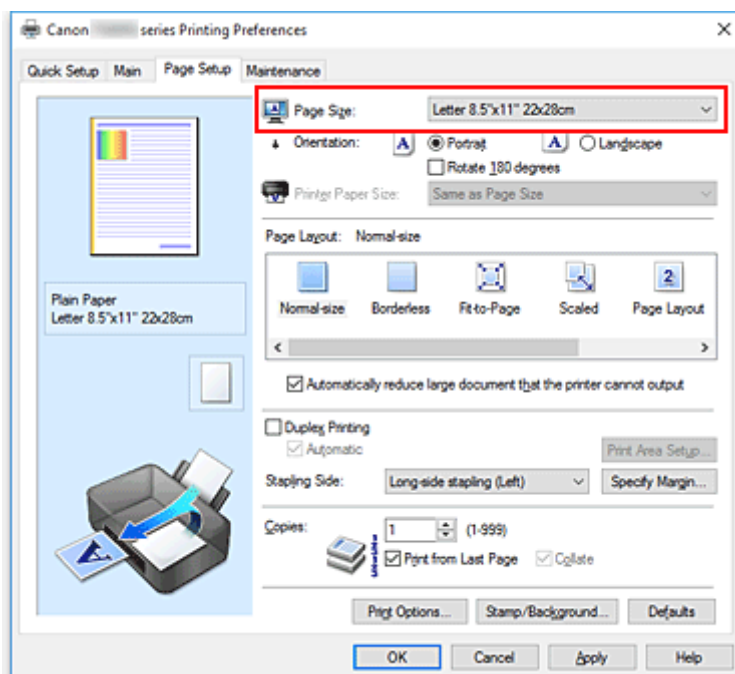 Canon series Printing Preferences
Quick Setup Main Page Setup Maintenance
Page Size: Letter 8.5"x11" 22x28cm
Orientation: A Portrait A Landscape
Rotate 180 degrees
Printer Paper Size: Same as Page Size
Page Layout: Normal-size
2
Normal-size Borderless Fit-to-Page Scaled Page Layout
Automatically reduce large document that the printer cannot output
Plain Paper
Letter 8.5"x11" 22x28cm
Duplex Printing
Automatic
Print Area Setup...
Stapling Side: Long-side stapling (Left) Specify Margin...
Copies: 1 (1-999)
Print from Last Page Collate
A
Print Options... Stamp/Background... Defaults
OK Cancel Apply Help